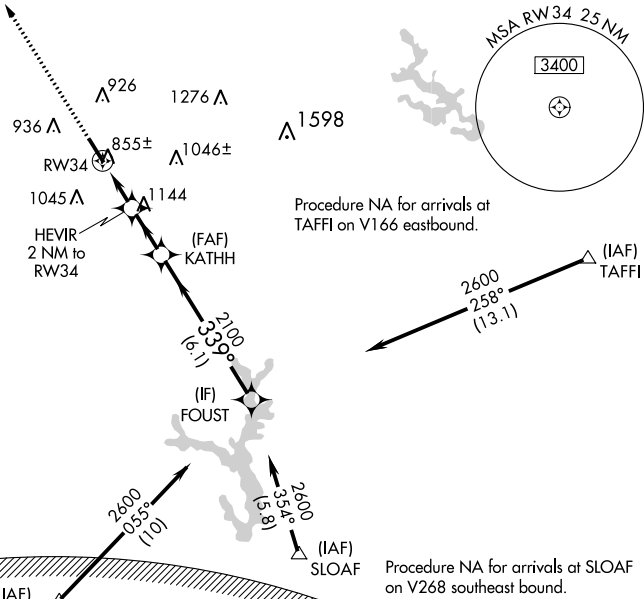 MSA RW34 25 NM
3400
926
1276
936
855±
1598
RW34
1046±
1045
1144
HEVIR
2 NM to
RW34
(FAF)
KATHH
Procedure NA for arrivals at
TAFFI on V166 eastbound.
(IAF)
TAFFI
2600
258°
(13.1)
2100
339°
(6.1)
(IF)
FOUST
2600
055°
(10)
2600
354°
(5.8)
(IAF)
SLOAF
Procedure NA for arrivals at SLOAF
on V268 southeast bound.
IAF)